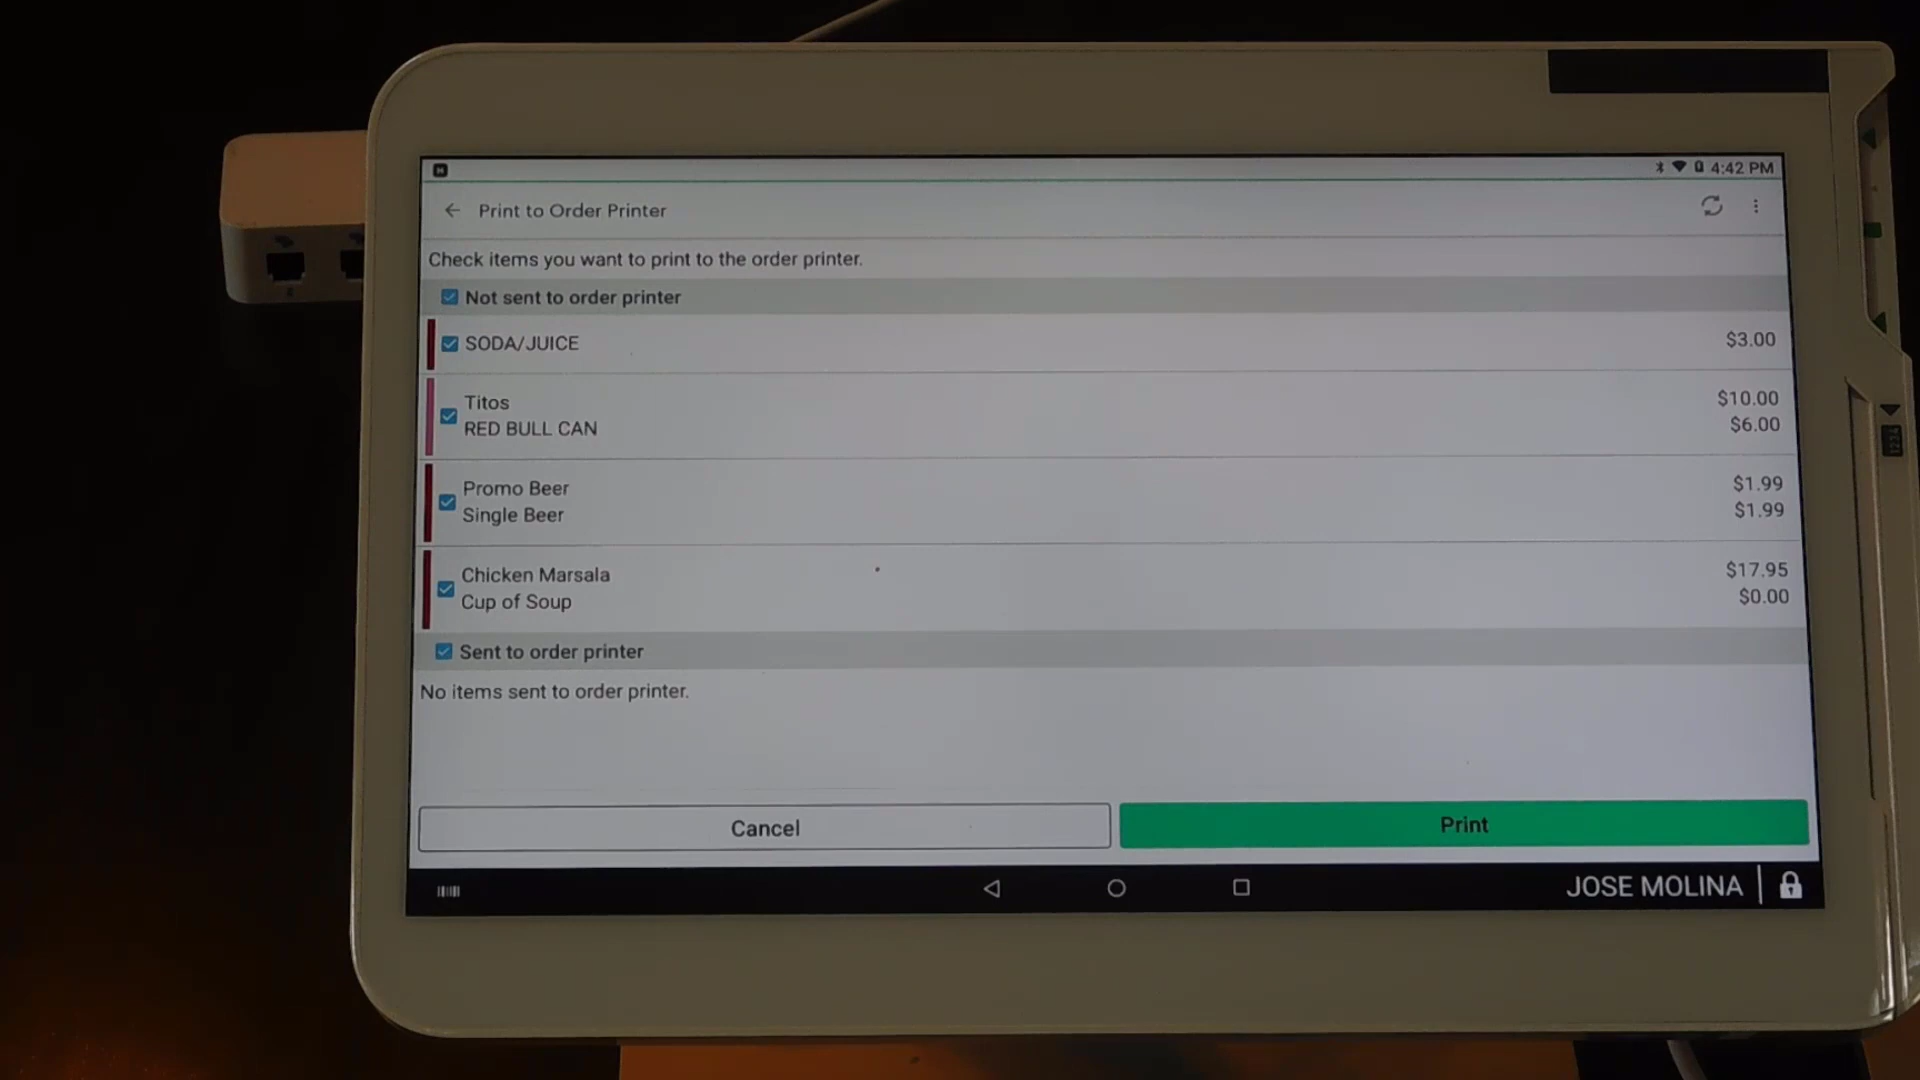 4:42 PM
Print to Order Printer
Check items you want to print to the order printer.
Not sent to order printer
SODA/JUICE $3.00
Titos $10.00
RED BULL CAN $6.00
Promo Beer $1.99
Single Beer $1.99
Chicken Marsala $17.95
Cup of Soup $0.00
Sent to order printer
No items sent to order printer.
Cancel Print
JOSE MOLINA